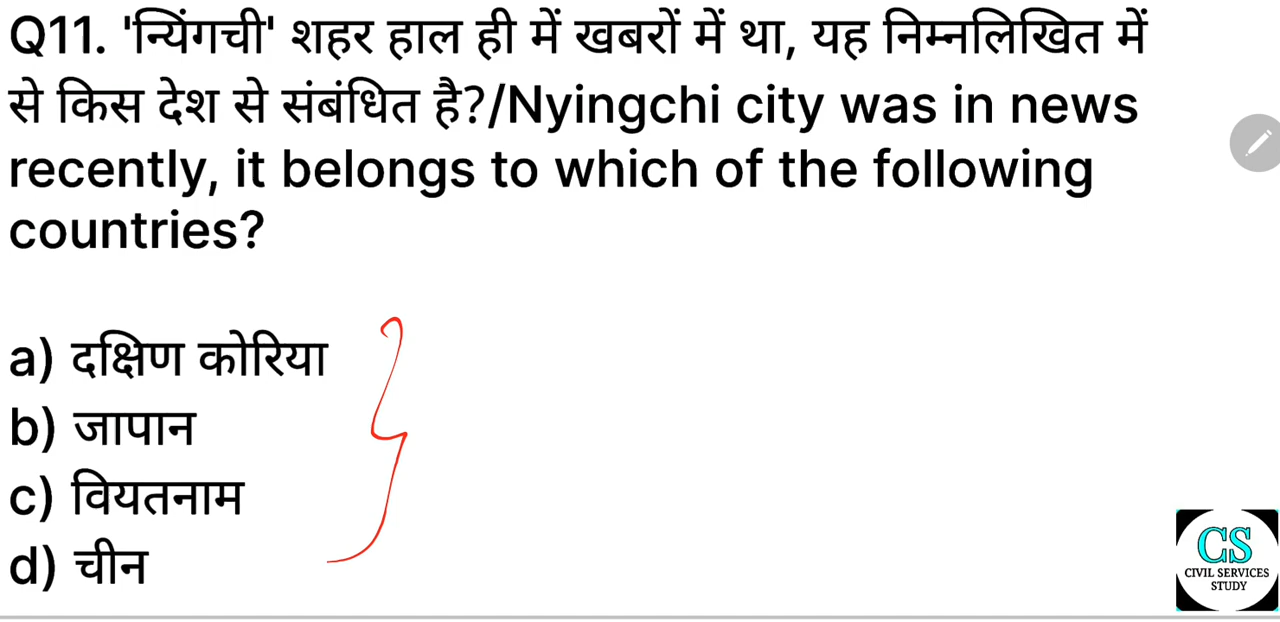 Q11. 'न्यिंगची' शहर हाल ही में खबरों में था, यह निम्नलिखित में
से किस देश से संबंधित है?/Nyingchi city was in news
recently, it belongs to which of the following
countries?
a) दक्षिण कोरिया
b) जापान
c) वियतनाम
d) चीन
CS
CIVIL SERVICES
STUDY